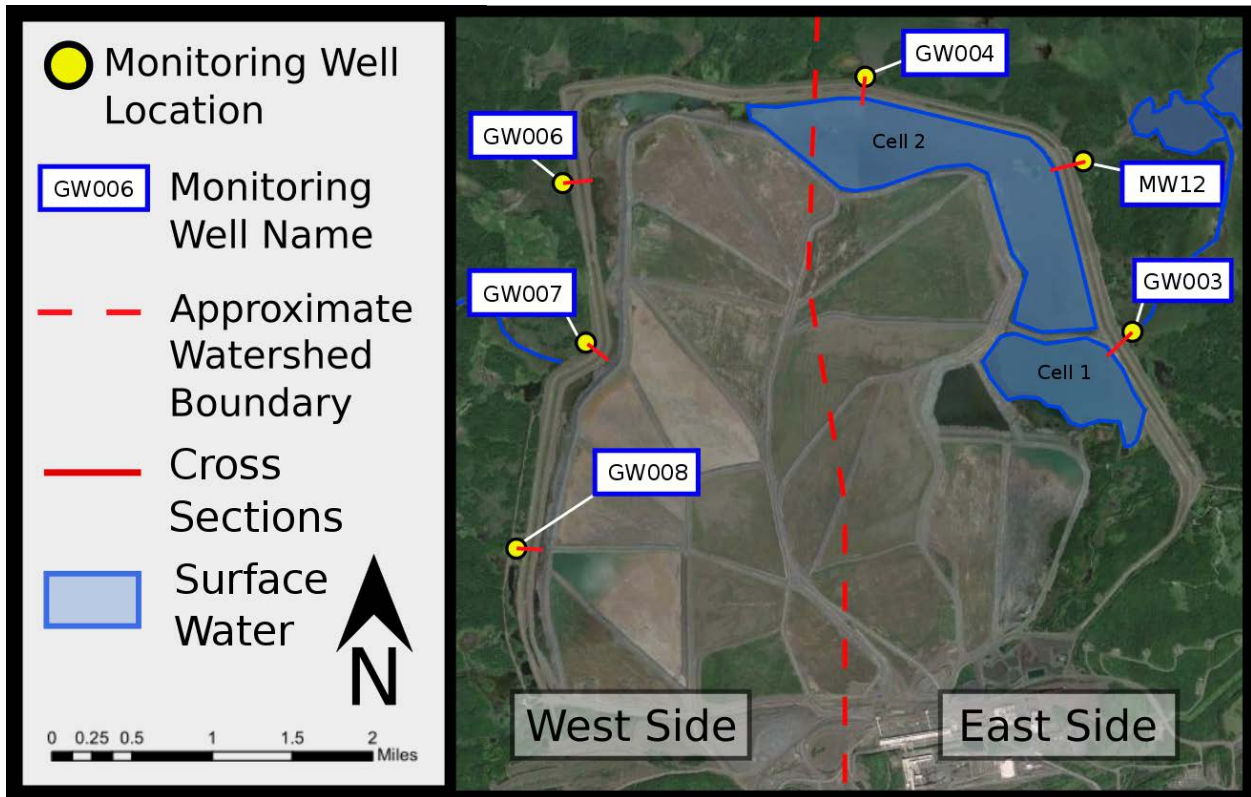 Monitoring Well
Location
GW006
Monitoring
Well Name
Approximate
Watershed
Boundary
Cross
Sections
Surface
Water
N
0 0.25 0.5 1 1.5 2
Miles
GW004
GW006
Cell 2
MW12
GW007
GW003
Cell 1
GW008
West Side
East Side